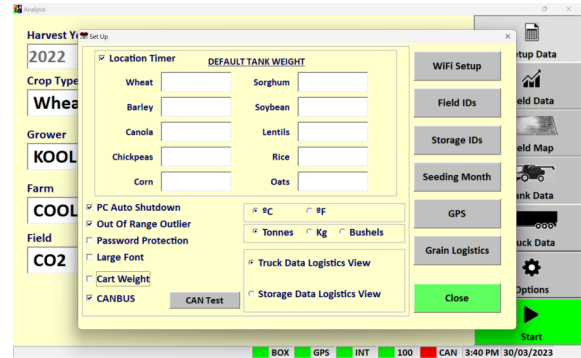 Analysis
Harvest Y
2022
Crop Type
Whea
Grower
KOOL
Farm
COOL
Field
CO2
Set Up
Location Timer
DEFAULT TANK WEIGHT
Wheat Sorghum
Barley Soybean
Canola Lentils
Chickpeas Rice
Corn Oats
PC Auto Shutdown
Out Of Range Outlier
Password Protection
Large Font
Cart Weight
CANBUS
CAN Test
ºC ºF
Tonnes Kg Bushels
Truck Data Logistics View
Storage Data Logistics View
WiFi Setup
Field IDs
Storage IDs
Seeding Month
GPS
Grain Logistics
Close
tup Data
eld Data
eld Map
nk Data
uck Data
Options
Start
BOX GPS INT 100 CAN 3:40 PM 30/03/2023